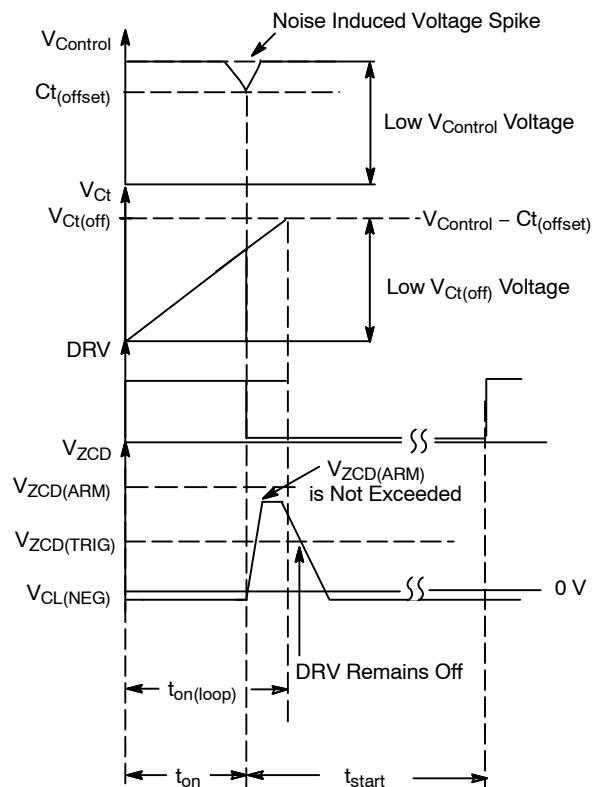 Noise Induced Voltage Spike
VControl
Ct(offset)
Low VControl Voltage
VCt
VCt(off)
VControl – Ct(offset)
Low VCt(off) Voltage
DRV
VZCD
VZCD(ARM)
is Not Exceeded
VZCD(ARM)
VZCD(TRIG)
VCL(NEG)
0 V
DRV Remains Off
ton(loop)
ton
tstart